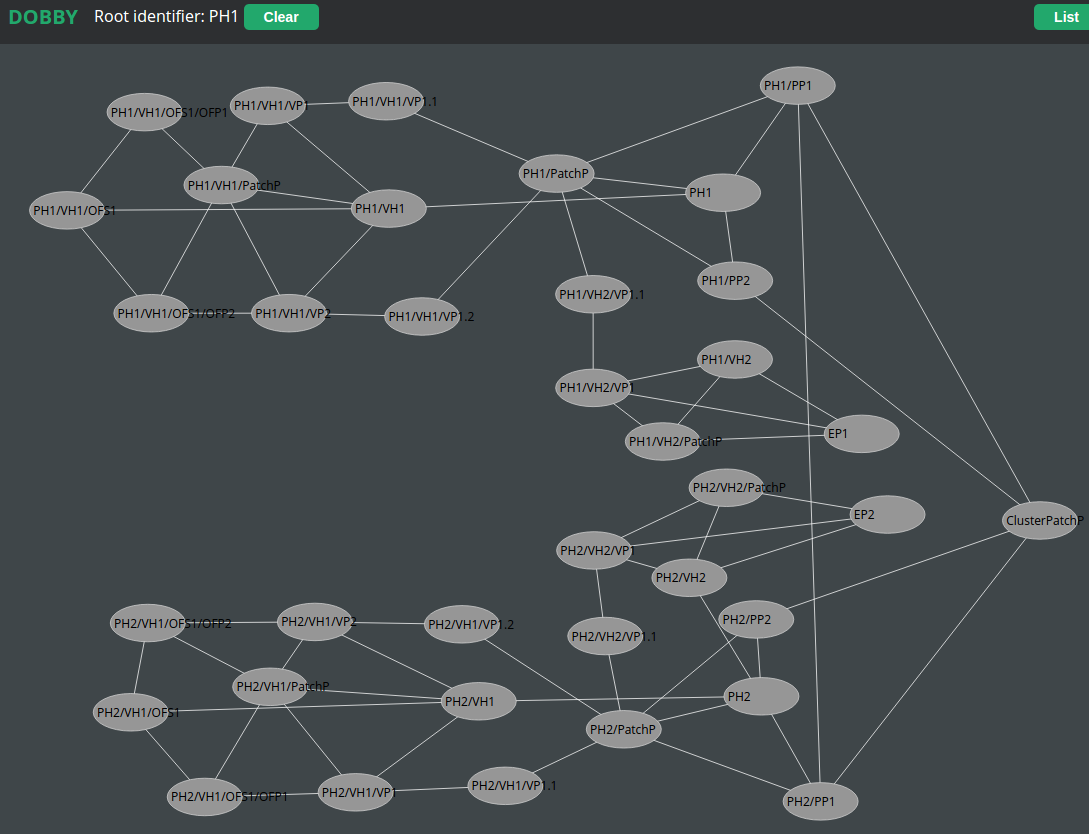 DOBBY Root identifier: PH1 Clear List
PH1/PP1
PH1/VH1/OFS1/OFP1
PH1/VH1/VP1
PH1/VH1/VP1.1
PH1/PatchP
PH1/VH1/PatchP
PH1
PH1/VH1/OFS1
PH1/VH1
PH1/PP2
PH1/VH2/VP1.1
PH1/VH1/OFS1/OFP2
PH1/VH1/VP2
PH1/VH1/VP1.2
PH1/VH2
PH1/VH2/VP1
EP1
PH1/VH2/PatchP
PH2/VH2/PatchP
EP2
ClusterPatchP
PH2/VH2/VP1
PH2/VH2
PH2/PP2
PH2/VH1/OFS1/OFP2
PH2/VH1/VP2
PH2/VH1/VP1.2
PH2/VH2/VP1.1
PH2/VH1/PatchP
PH2
PH2/VH1
PH2/VH1/OFS1
PH2/PatchP
PH2/VH1/VP1.1
PH2/VH1/VP1
PH2/VH1/OFS1/OFP1
PH2/PP1